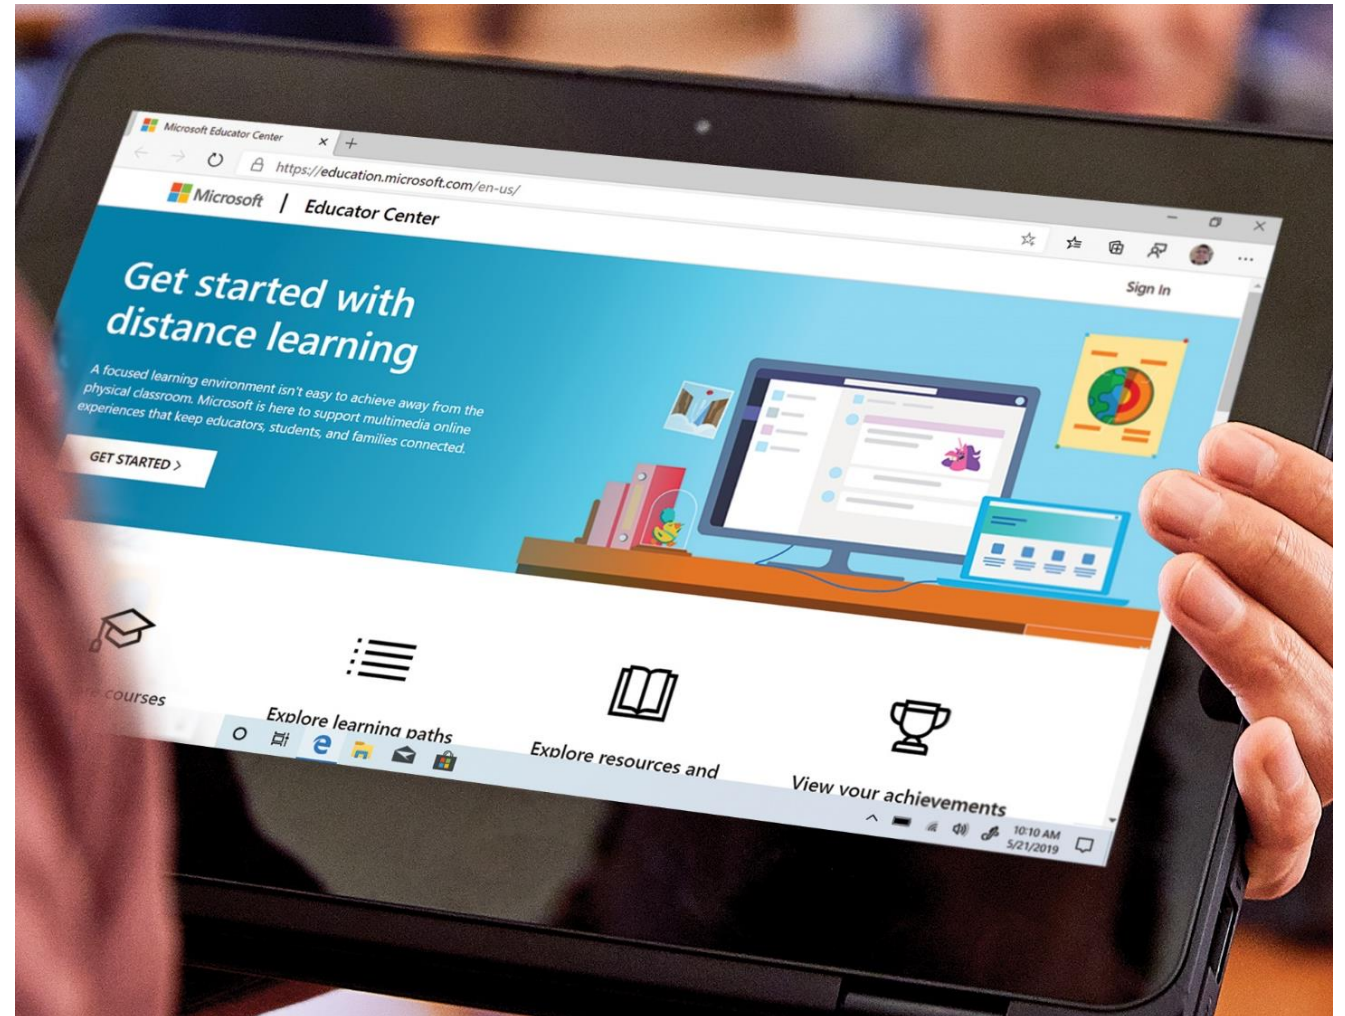 Microsoft Educator Center
https://education.microsoft.com/en-us/
Microsoft | Educator Center
Sign In
Get started with
distance learning
A focused learning environment isn't easy to achieve away from the
physical classroom. Microsoft is here to support multimedia online
experiences that keep educators, students, and families connected.
GET STARTED >
courses
Explore learning paths
Explore resources and
View your achievements
10:10 AM
5/21/2019